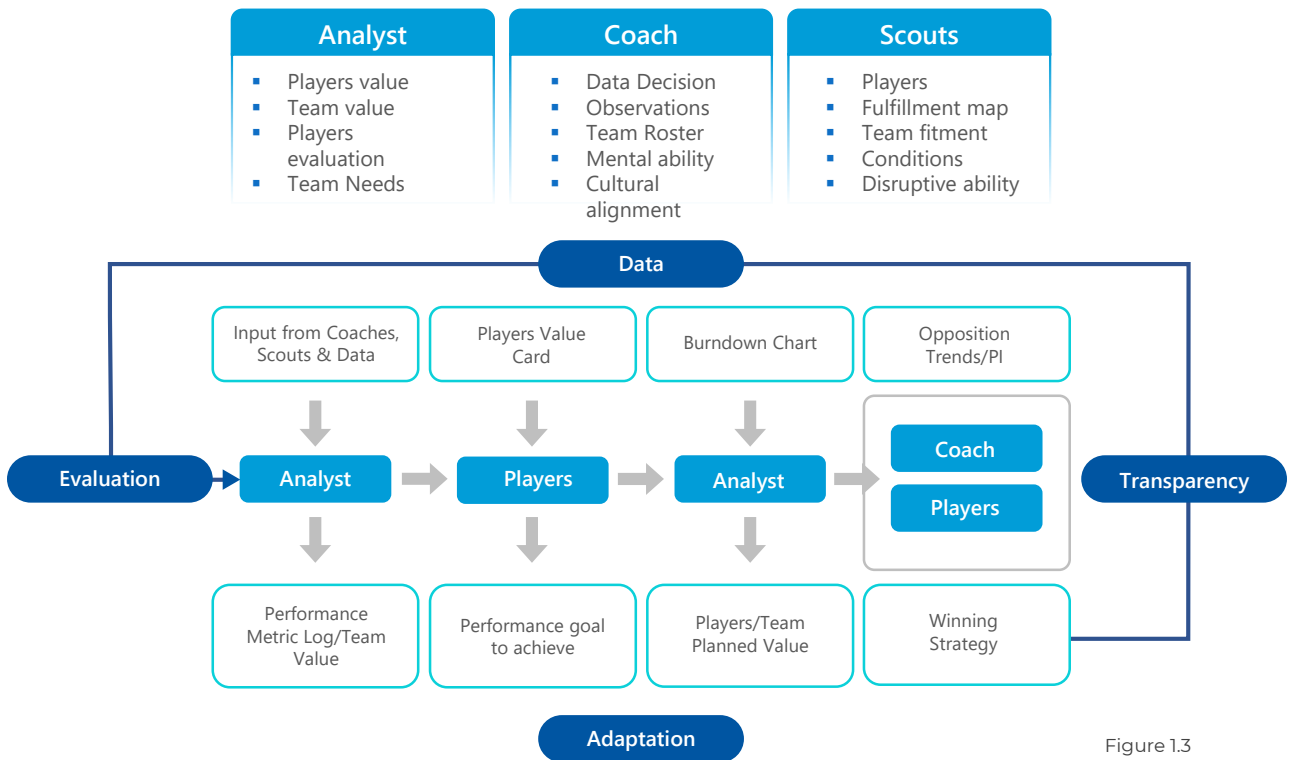 Analyst
Players value
Team value
Players
evaluation
Team Needs
Coach
Data Decision
Observations
Team Roster
Mental ability
Cultural
alignment
Scouts
Players
Fulfillment map
Team fitment
Conditions
Disruptive ability
Data
Input from Coaches,
Scouts & Data
Players Value
Card
Burndown Chart
Opposition
Trends/PI
Evaluation
Analyst
Players
Analyst
Coach
Players
Transparency
Performance
Metric Log/Team
Value
Performance goal
to achieve
Players/Team
Planned Value
Winning
Strategy
Adaptation
Figure 1.3